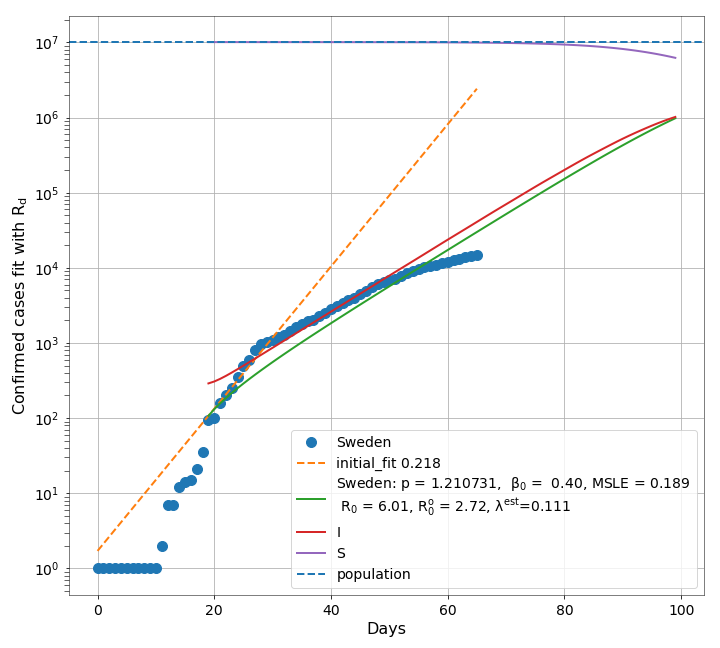 10⁷
10⁶
10⁵
10⁴
10³
10²
10¹
10⁰
Confirmed cases fit with R_d
0 20 40 60 80 100
Days
Sweden
initial_fit 0.218
Sweden: p = 1.210731, β₀ = 0.40, MSLE = 0.189
R₀ = 6.01, R₀ᵒ = 2.72, λᵉˢᵗ=0.111
I
S
population